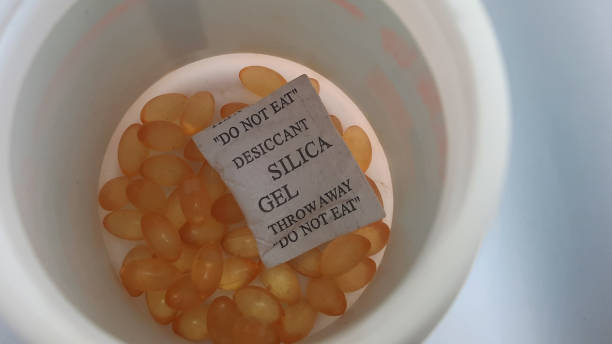 "DO NOT EAT"
DESICCANT
SILICA
GEL
THROW AWAY
"DO NOT EAT"